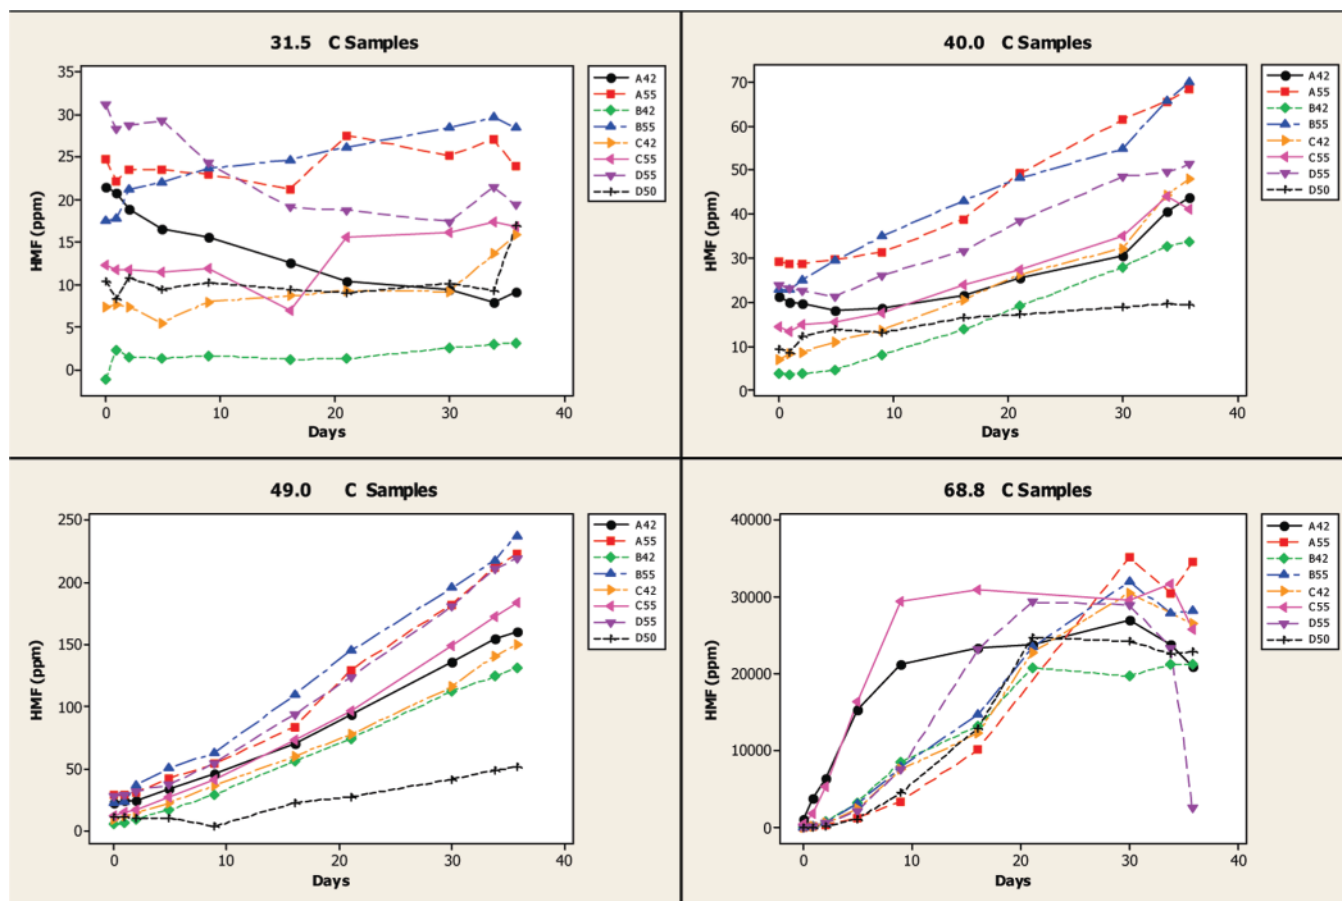 31.5 C Samples
HMF (ppm)
35
30
25
20
15
10
5
0
0 10 20 30 40
Days
A42
A55
B42
B55
C42
C55
D55
D50
40.0 C Samples
HMF (ppm)
70
60
50
40
30
20
10
0
0 10 20 30 40
Days
A42
A55
B42
B55
C42
C55
D55
D50
49.0 C Samples
HMF (ppm)
250
200
150
100
50
0
0 10 20 30 40
Days
A42
A55
B42
B55
C42
C55
D55
D50
68.8 C Samples
HMF (ppm)
40000
30000
20000
10000
0
0 10 20 30 40
Days
A42
A55
B42
B55
C42
C55
D55
D50